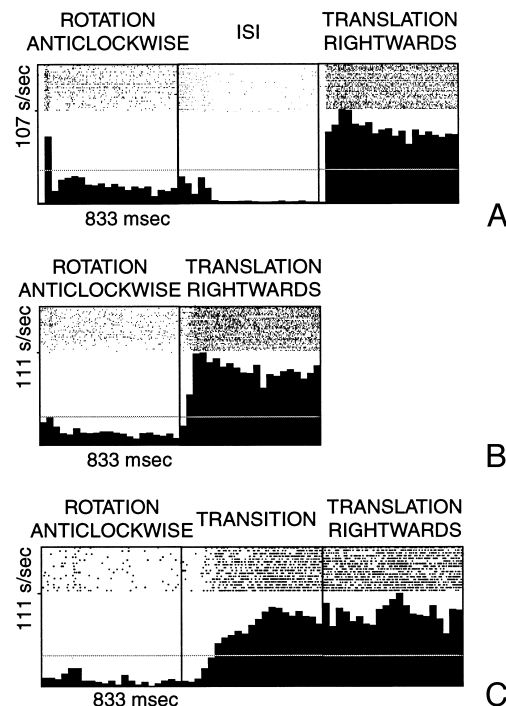 ROTATION
ANTICLOCKWISE
ISI
TRANSLATION
RIGHTWARDS
107 s/sec
833 msec
A
ROTATION
ANTICLOCKWISE
TRANSLATION
RIGHTWARDS
111 s/sec
833 msec
B
ROTATION
ANTICLOCKWISE
TRANSITION
TRANSLATION
RIGHTWARDS
111 s/sec
833 msec
C